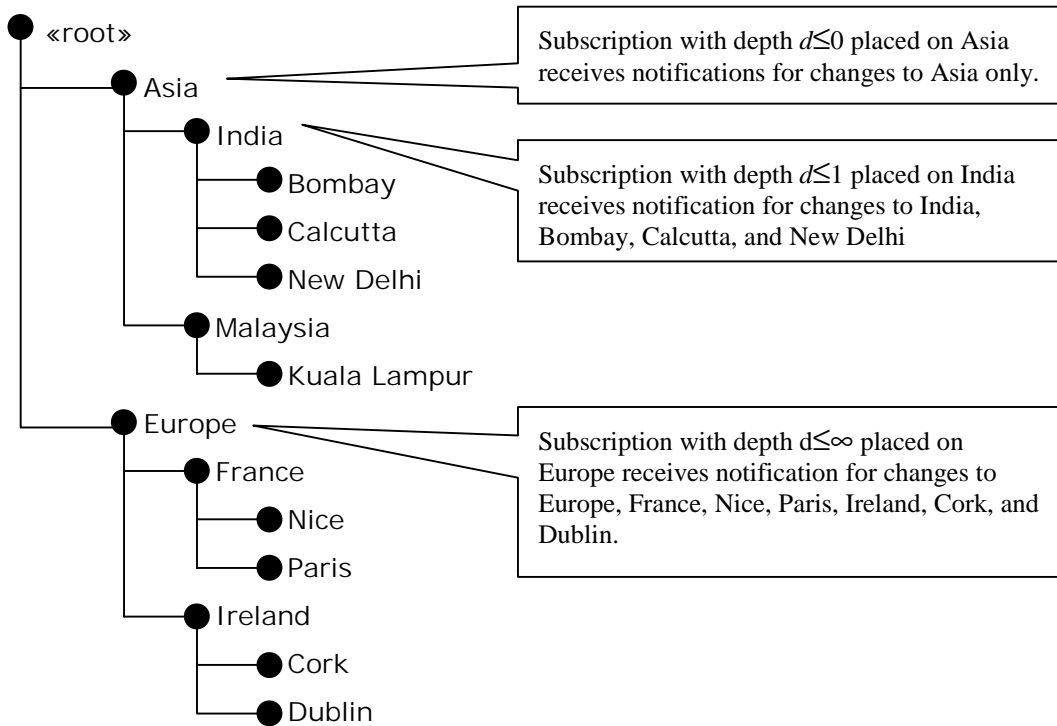 «root»
Asia
India
Bombay
Calcutta
New Delhi
Malaysia
Kuala Lampur
Europe
France
Nice
Paris
Ireland
Cork
Dublin
Subscription with depth d≤0 placed on Asia
receives notifications for changes to Asia only.
Subscription with depth d≤1 placed on India
receives notification for changes to India,
Bombay, Calcutta, and New Delhi
Subscription with depth d≤∞ placed on
Europe receives notification for changes to
Europe, France, Nice, Paris, Ireland, Cork, and
Dublin.